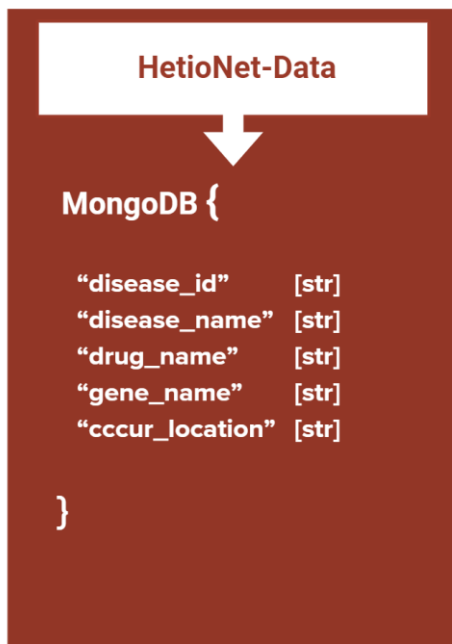 HetioNet-Data
MongoDB {
“disease_id” [str]
“disease_name” [str]
“drug_name” [str]
“gene_name” [str]
“cccur_location” [str]
}